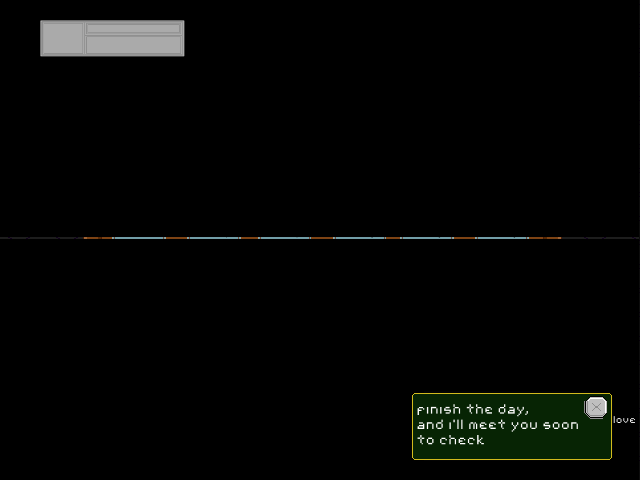 finish the day,
and i'll meet you soon
to check
love